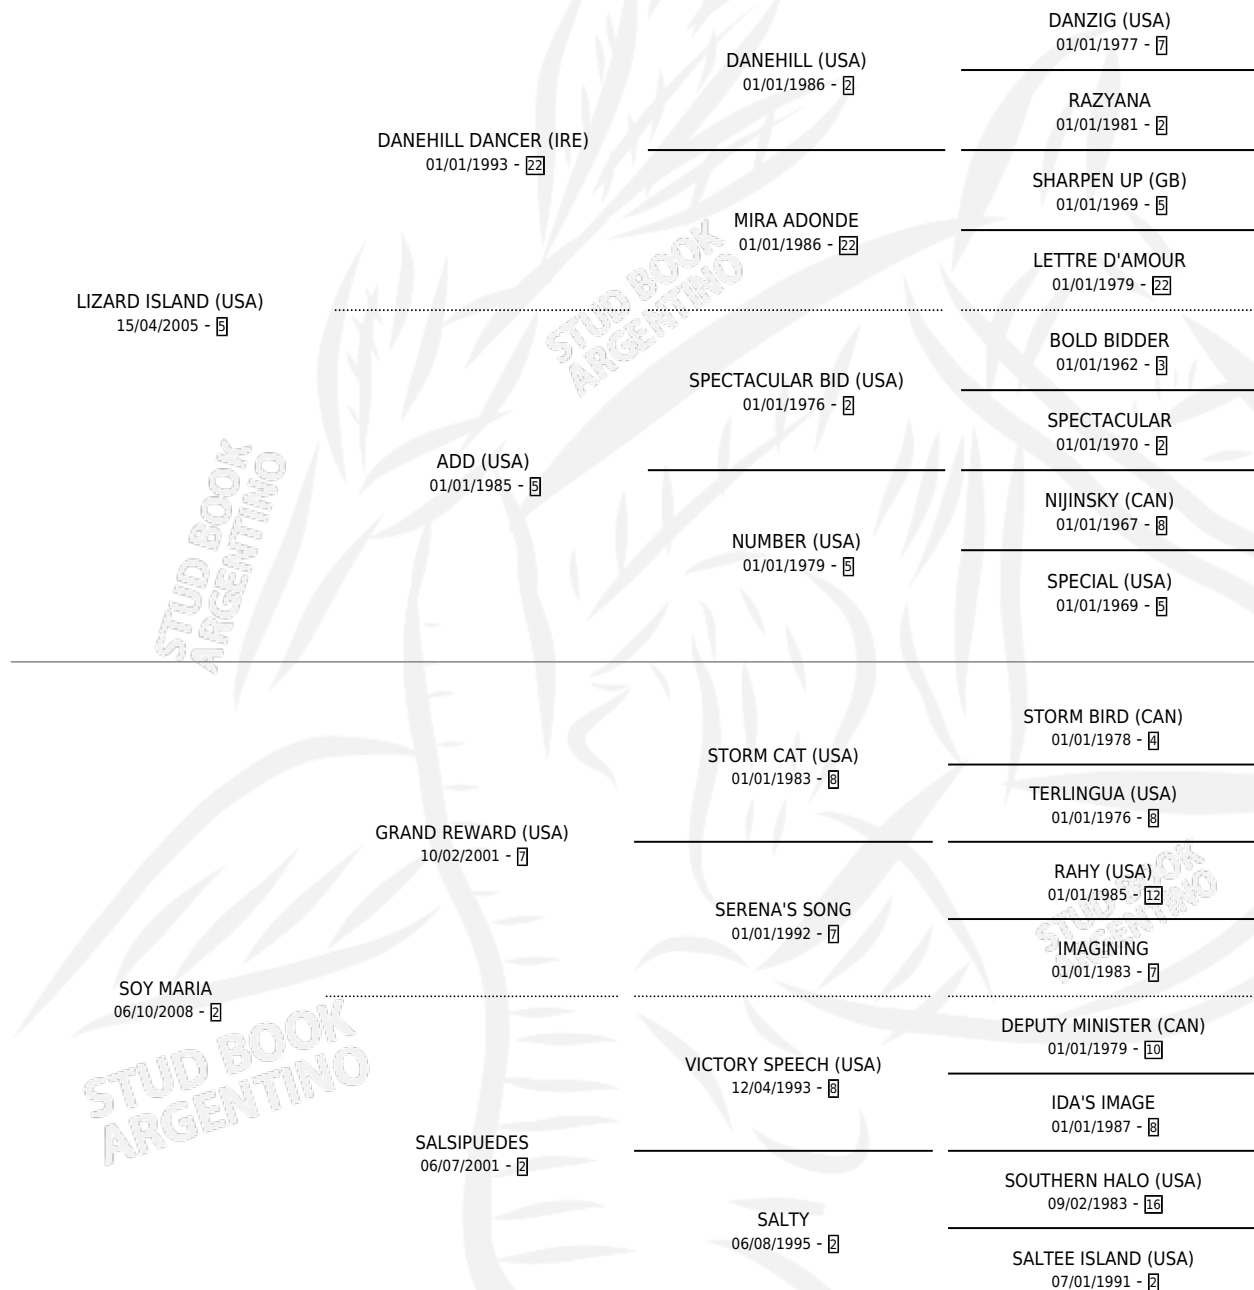 DANZIG (USA)
01/01/1977 - 7
DANEHILL (USA)
01/01/1986 - 2
RAZYANA
01/01/1981 - 2
DANEHILL DANCER (IRE)
01/01/1993 - 22
SHARPEN UP (GB)
01/01/1969 - 5
MIRA ADONDE
01/01/1986 - 22
LETTRE D'AMOUR
01/01/1979 - 22
LIZARD ISLAND (USA)
15/04/2005 - 5
STUD BOOK
ARGENTINO
BOLD BIDDER
01/01/1962 - 3
SPECTACULAR BID (USA)
01/01/1976 - 2
SPECTACULAR
01/01/1970 - 2
ADD (USA)
01/01/1985 - 5
NIJINSKY (CAN)
01/01/1967 - 8
NUMBER (USA)
01/01/1979 - 5
SPECIAL (USA)
01/01/1969 - 5
STUD BOOK
ARGENTINO
STORM BIRD (CAN)
01/01/1978 - 4
STORM CAT (USA)
01/01/1983 - 8
TERLINGUA (USA)
01/01/1976 - 8
GRAND REWARD (USA)
10/02/2001 - 7
RAHY (USA)
01/01/1985 - 12
STUD BOOK
ARGENTINO
SERENA'S SONG
01/01/1992 - 7
IMAGINING
01/01/1983 - 7
SOY MARIA
06/10/2008 - 2
STUD BOOK
ARGENTINO
DEPUTY MINISTER (CAN)
01/01/1979 - 10
VICTORY SPEECH (USA)
12/04/1993 - 8
IDA'S IMAGE
01/01/1987 - 8
SALSIPUEDES
06/07/2001 - 2
SOUTHERN HALO (USA)
09/02/1983 - 16
SALTY
06/08/1995 - 2
SALTEE ISLAND (USA)
07/01/1991 - 2